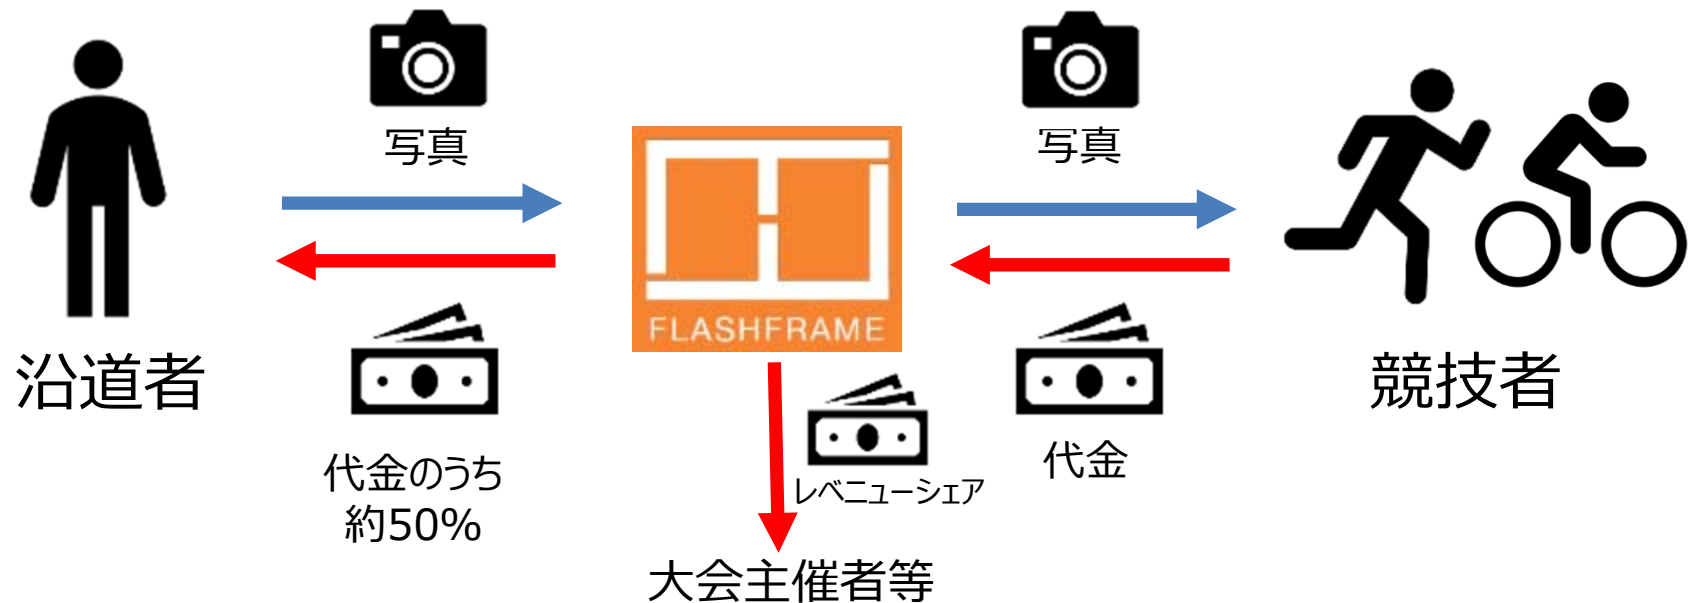 写真
写真
FLASHFRAME
沿道者
競技者
代金のうち
約50%
レベニューシェア
代金
大会主催者等